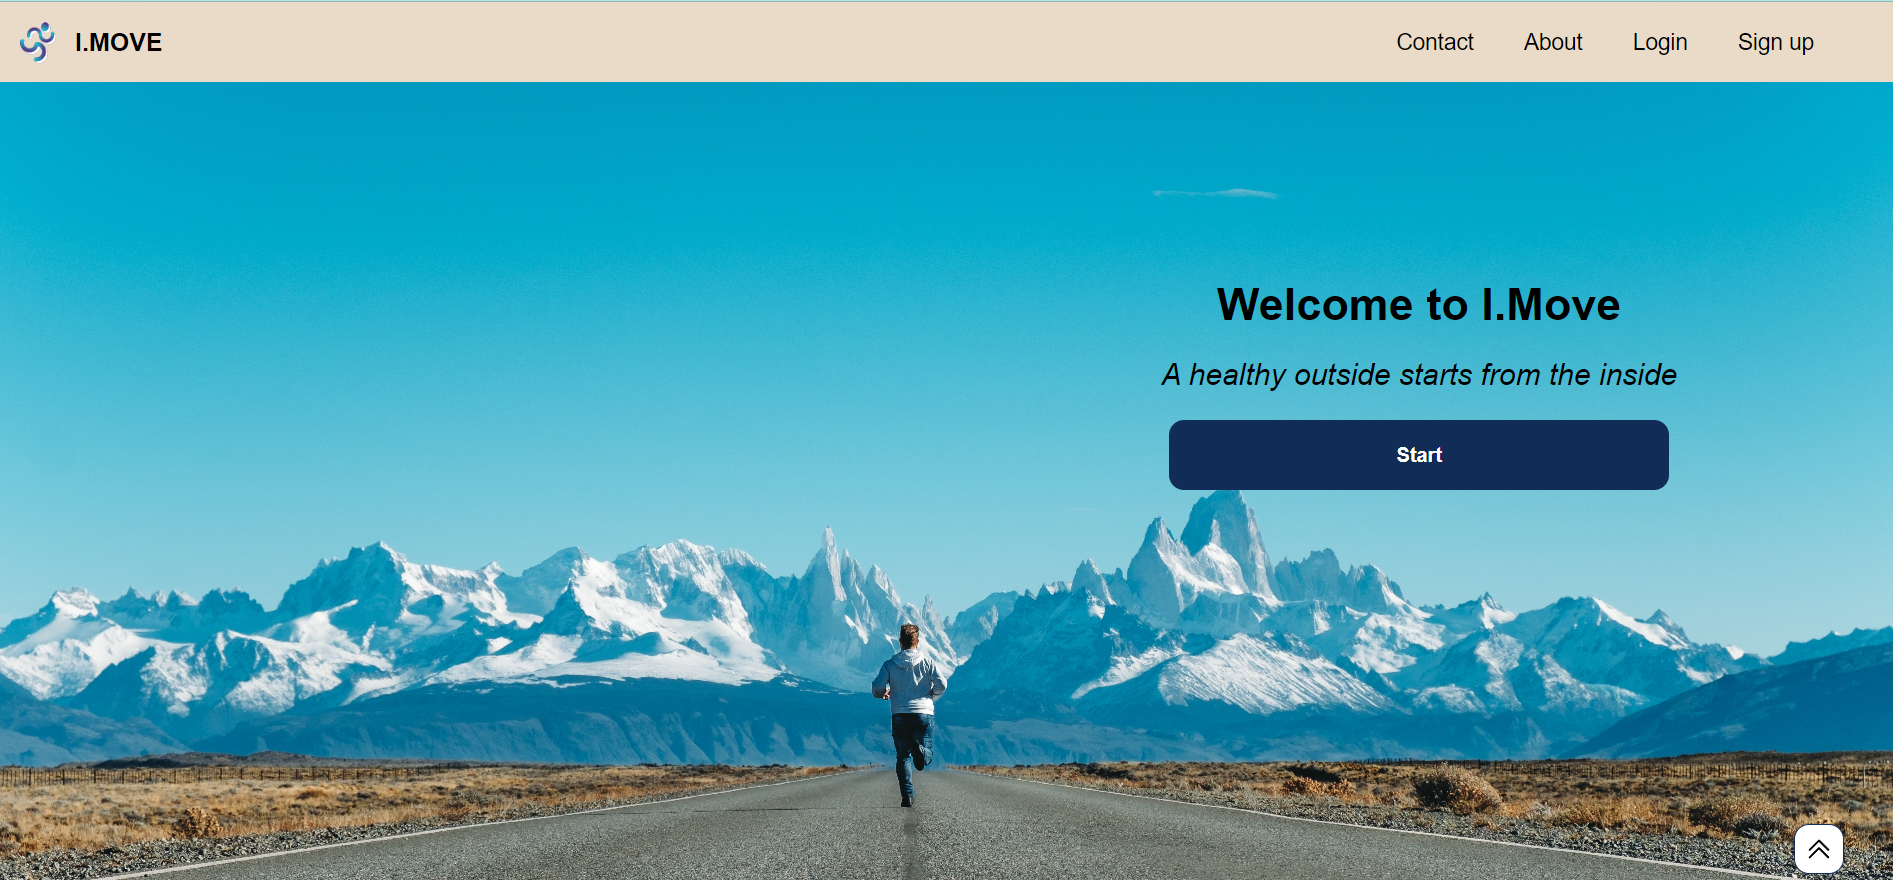 I.MOVE
Contact About Login Sign up
Welcome to I.Move
A healthy outside starts from the inside
Start